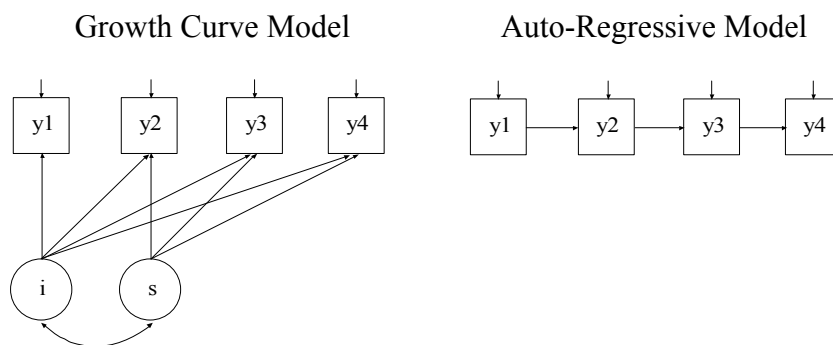 Growth Curve Model
Auto-Regressive Model
y1 y2 y3 y4
y1 y2 y3 y4
i s